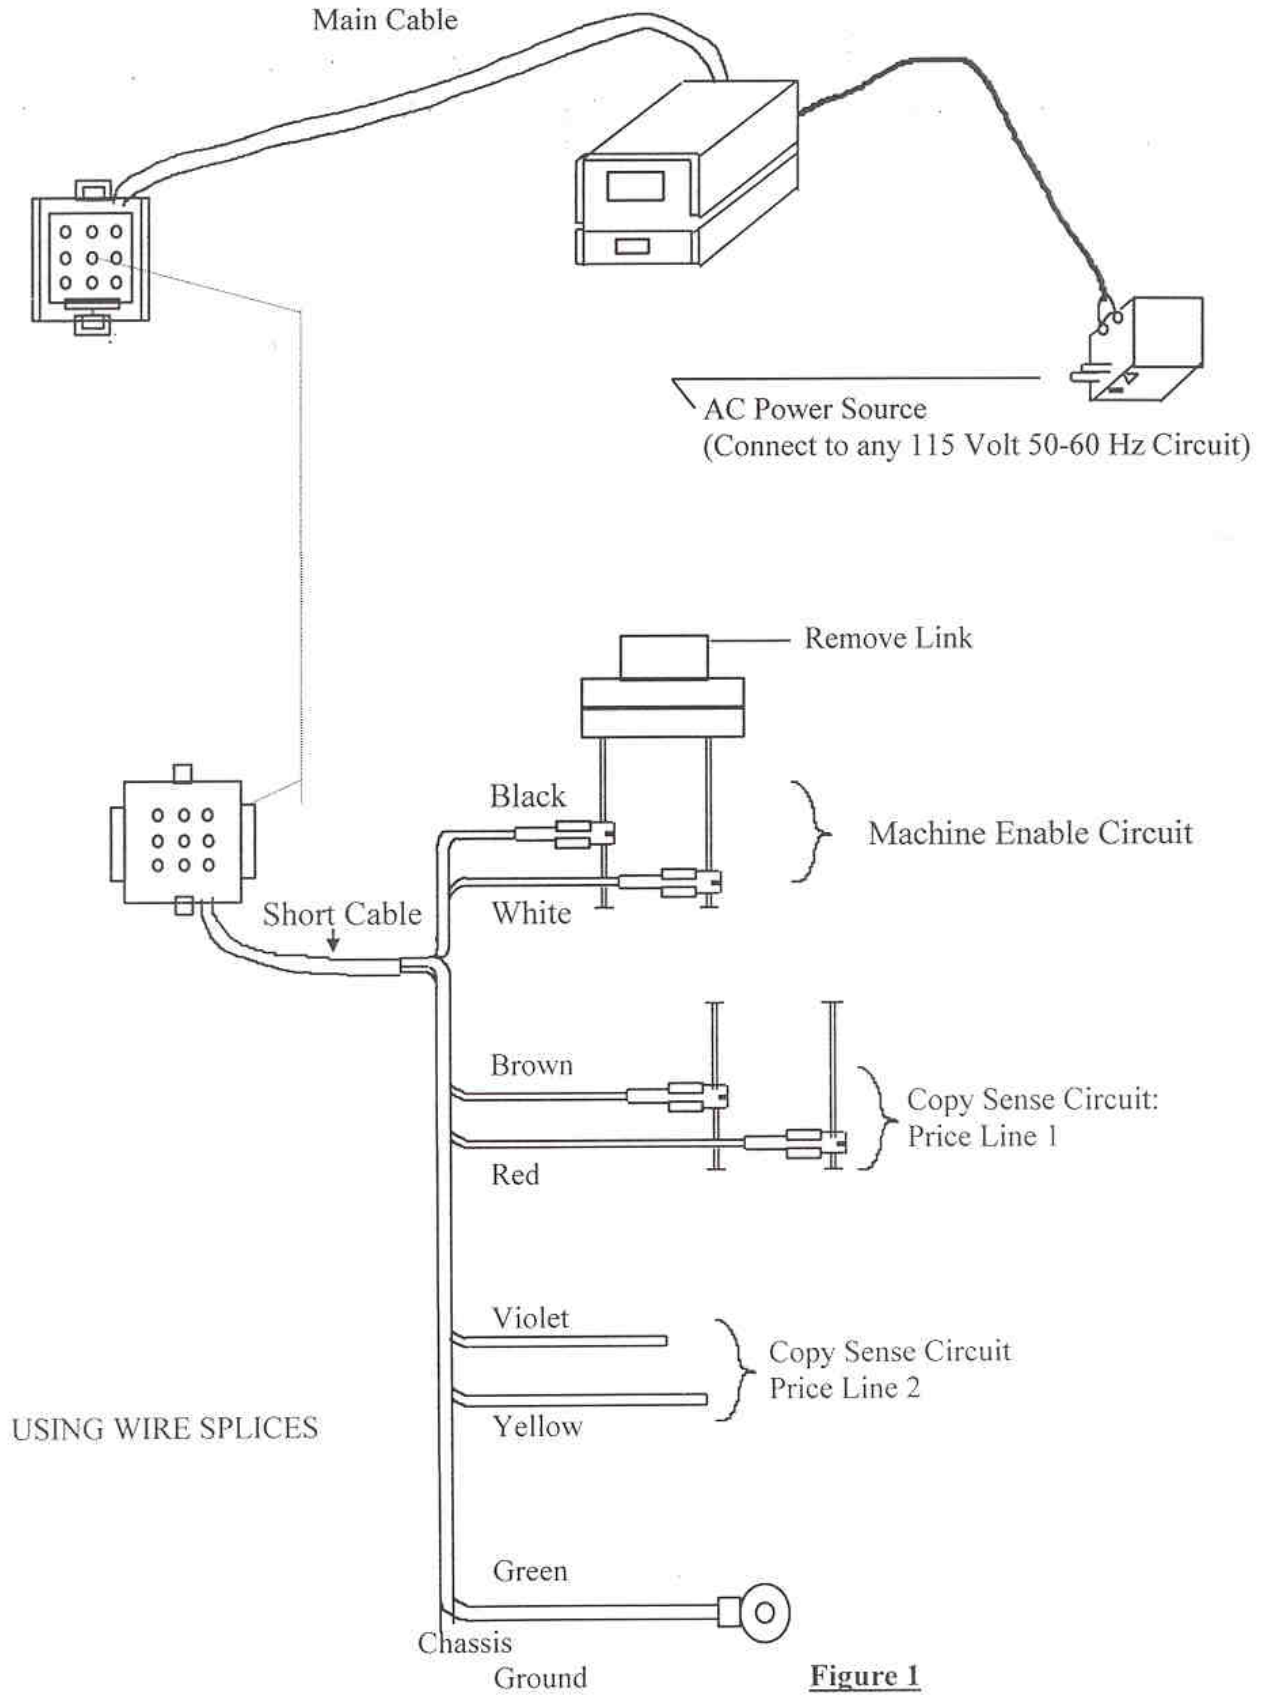 Main Cable
AC Power Source
(Connect to any 115 Volt 50-60 Hz Circuit)
Remove Link
Black
Machine Enable Circuit
White
Short Cable
Brown
Copy Sense Circuit:
Price Line 1
Red
Violet
Copy Sense Circuit
Price Line 2
Yellow
USING WIRE SPLICES
Green
Chassis
Ground
Figure 1